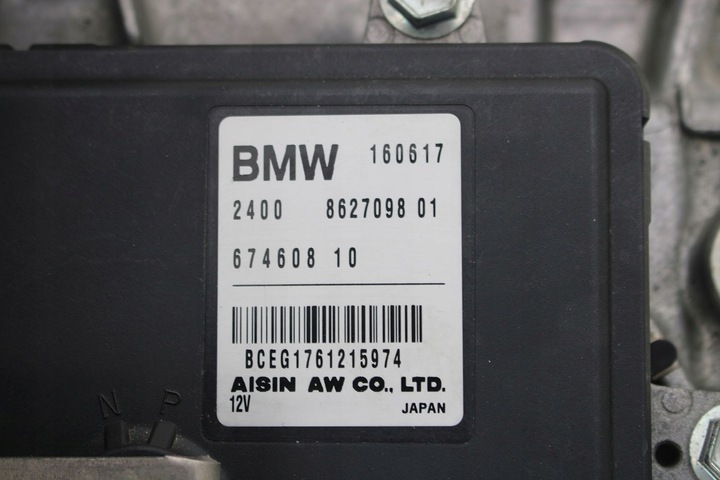 BMW 160617
2400 8627098 01
674608 10
BCEG1761215974
AISIN AW CO., LTD.
12V JAPAN
N P